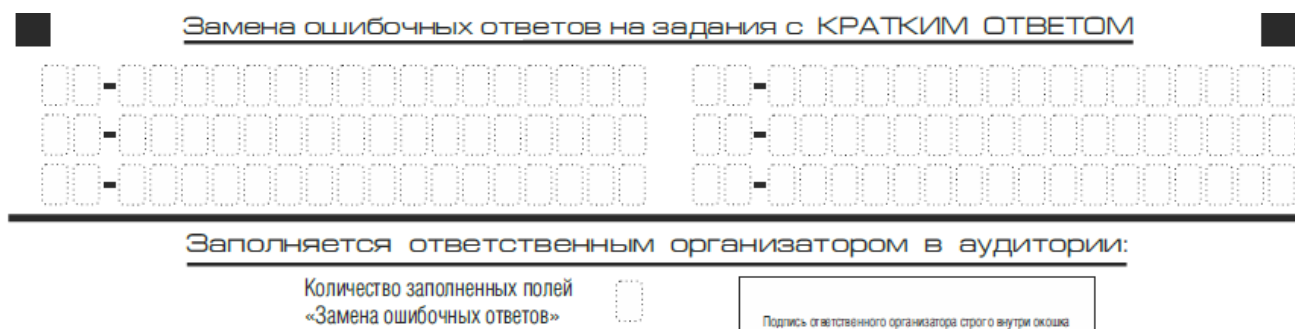 Замена ошибочных ответов на задания с КРАТКИМ ОТВЕТОМ
Заполняется ответственным организатором в аудитории:
Количество заполненных полей
«Замена ошибочных ответов»
Подпись ответственного организатора строго внутри окошка